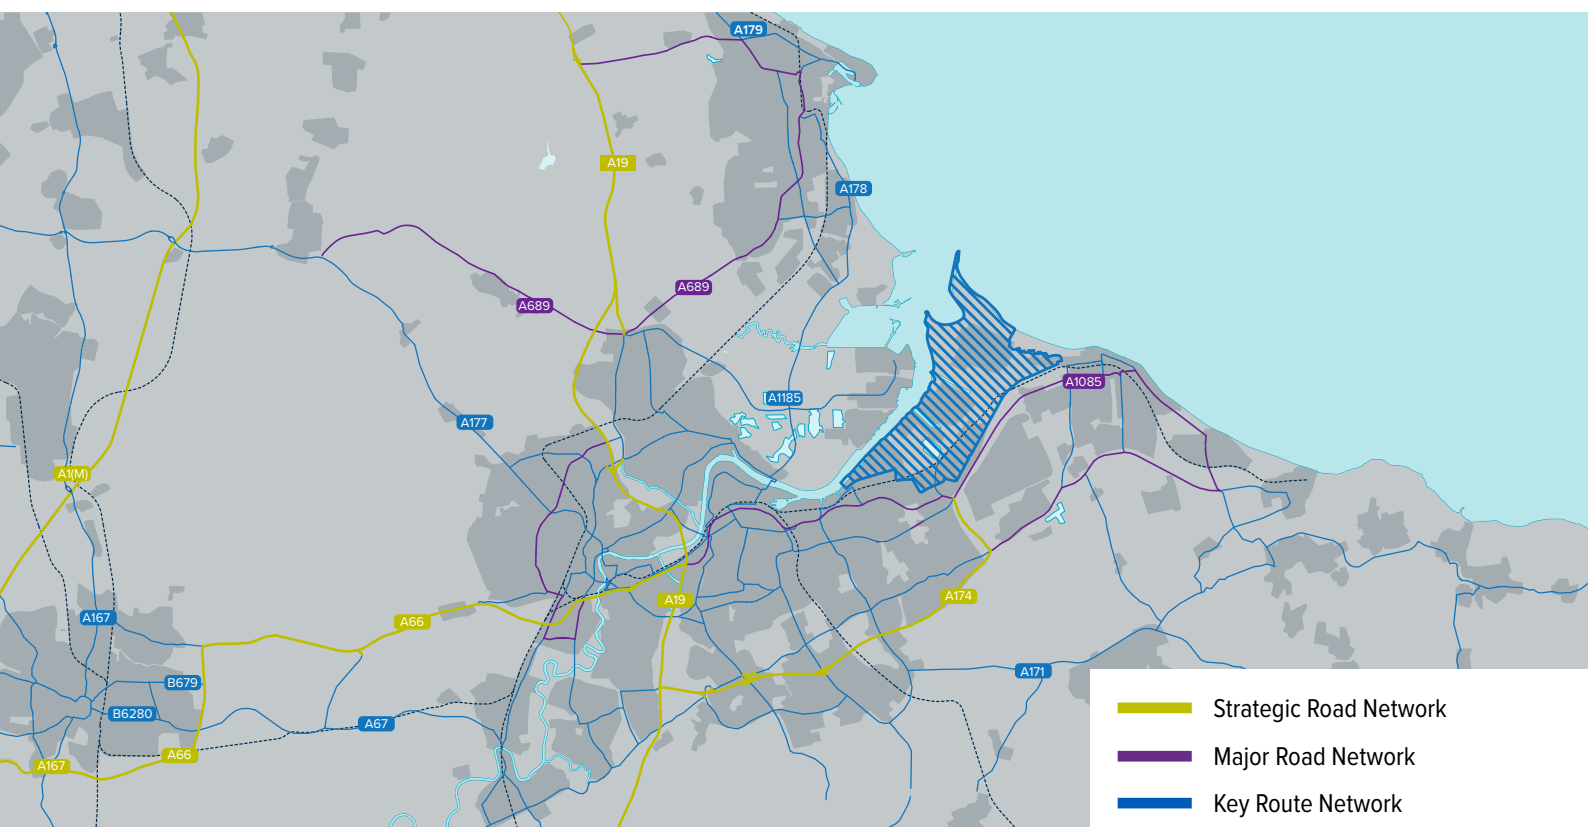 A179
A19
A178
A689
A689
A1085
A1185
A177
A1(M)
A66
A19
A174
A167
A171
B679
B6280
A67
A66
A167
Strategic Road Network
Major Road Network
Key Route Network